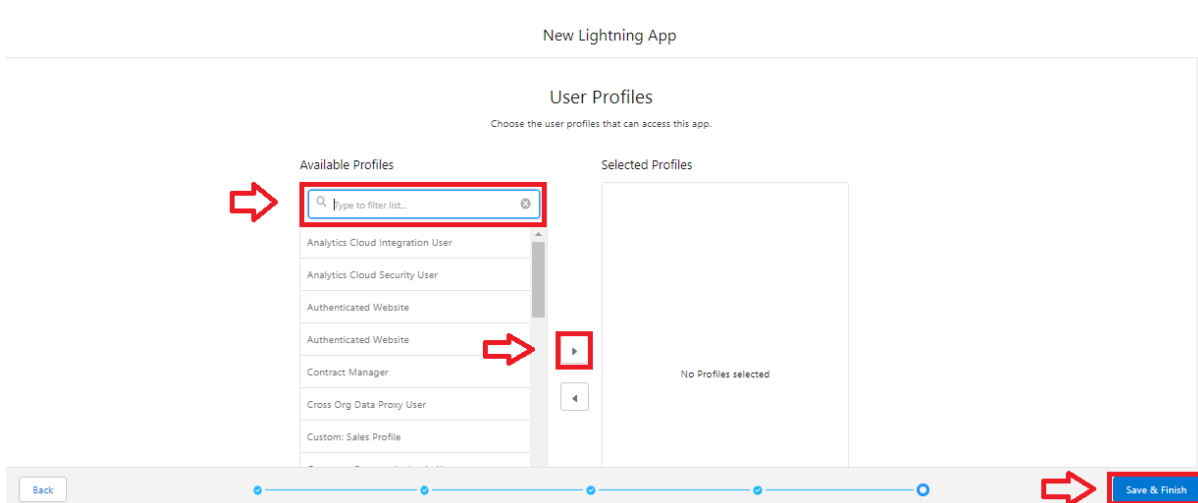 New Lightning App
User Profiles
Choose the user profiles that can access this app.
Available Profiles
Selected Profiles
Type to filter list...
Analytics Cloud Integration User
Analytics Cloud Security User
Authenticated Website
Authenticated Website
Contract Manager
Cross Org Data Proxy User
Custom: Sales Profile
No Profiles selected
Back
Save & Finish